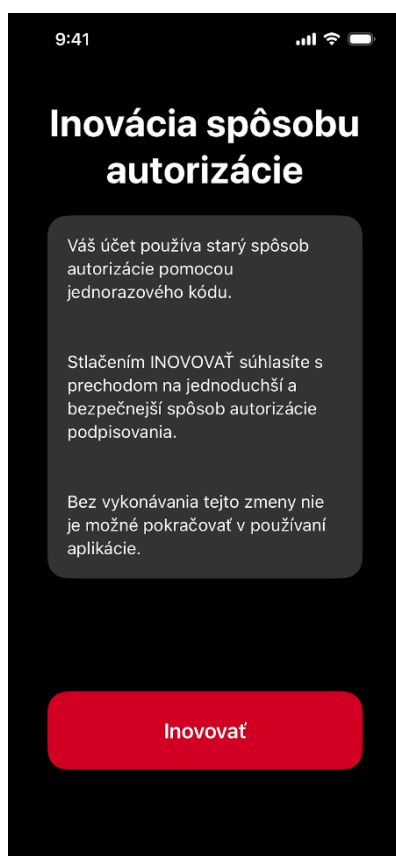 9:41
Inovácia spôsobu
autorizácie
Váš účet používa starý spôsob
autorizácie pomocou
jednorazového kódu.
Stlačením INOVOVAŤ súhlasíte s
prechodom na jednoduchší a
bezpečnejší spôsob autorizácie
podpisovania.
Bez vykonávania tejto zmeny nie
je možné pokračovať v používaní
aplikácie.
Inovovať